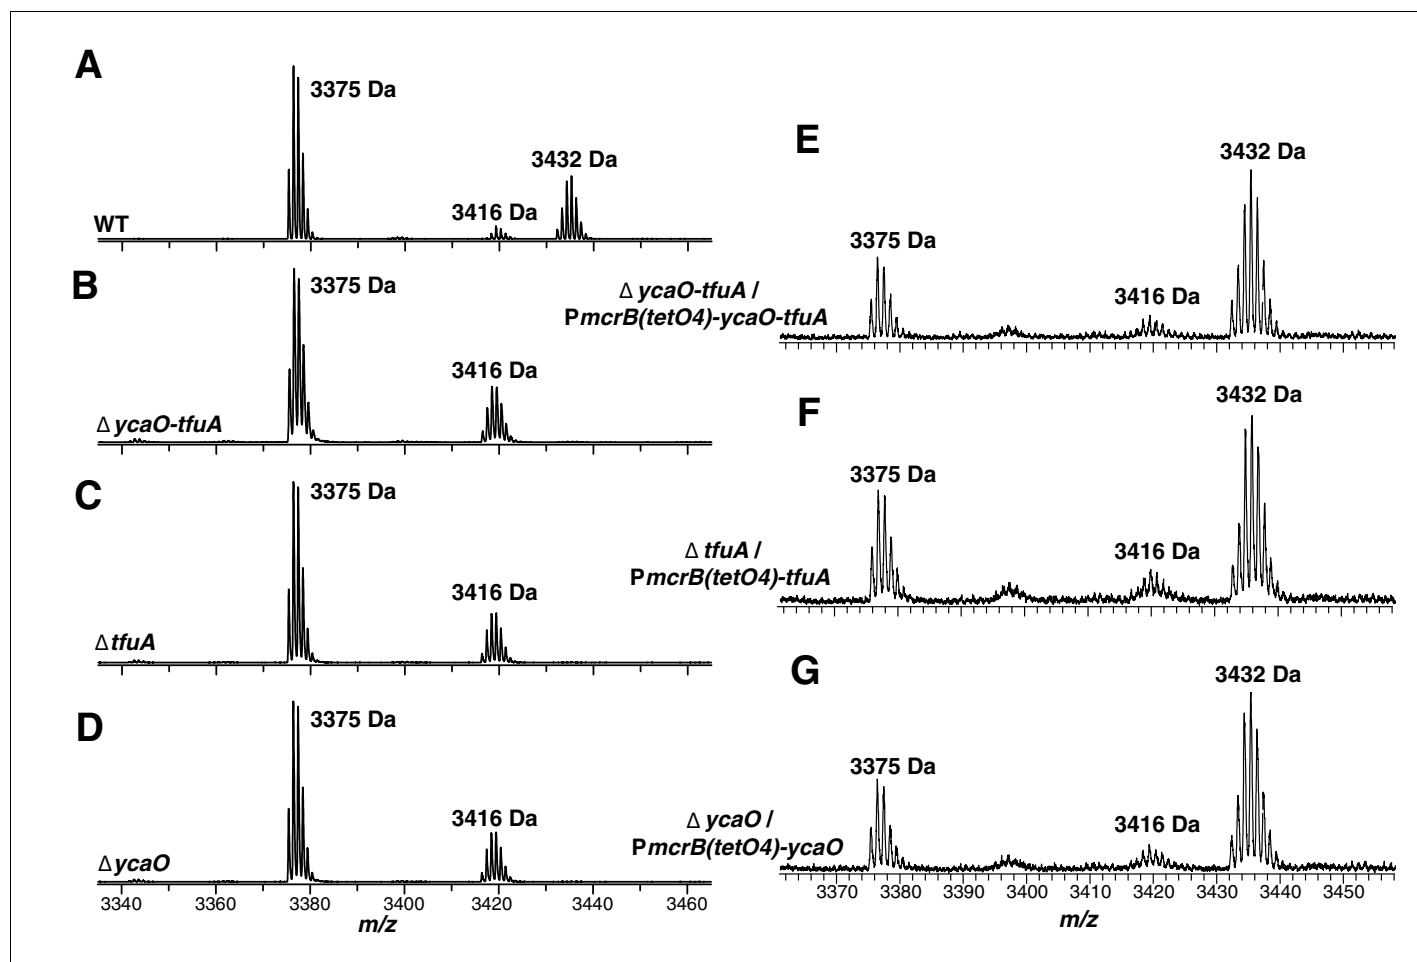 A
3375 Da
3432 Da
3416 Da
WT
B
3375 Da
3416 Da
Δ ycaO-tfuA
C
3375 Da
3416 Da
ΔtfuA
D
3375 Da
3416 Da
ΔycaO
3340 3360 3380 3400 3420 3440 3460
m/z
E
3432 Da
3375 Da
3416 Da
Δ ycaO-tfuA /
PmcrB(tetO4)-ycaO-tfuA
F
3432 Da
3375 Da
3416 Da
Δ tfuA /
PmcrB(tetO4)-tfuA
G
3432 Da
3375 Da
3416 Da
Δ ycaO /
PmcrB(tetO4)-ycaO
3370 3380 3390 3400 3410 3420 3430 3440 3450
m/z